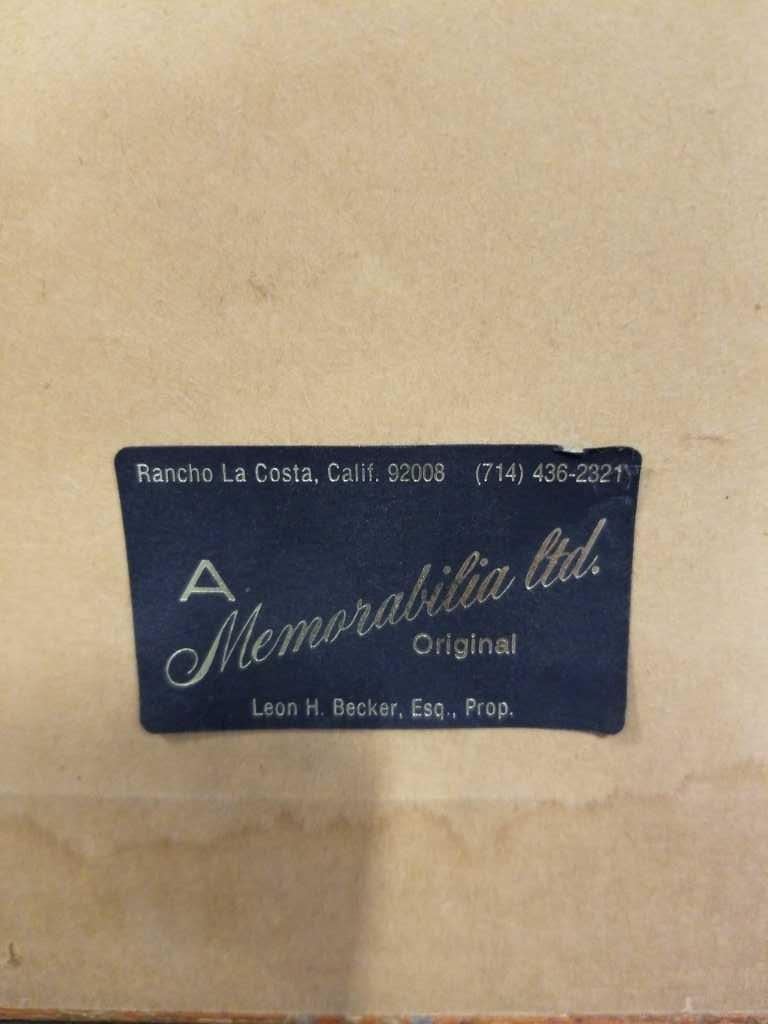 Rancho La Costa, Calif. 92008 (714) 436-2321
A
Memorabilia ltd.
Original
Leon H. Becker, Esq., Prop.